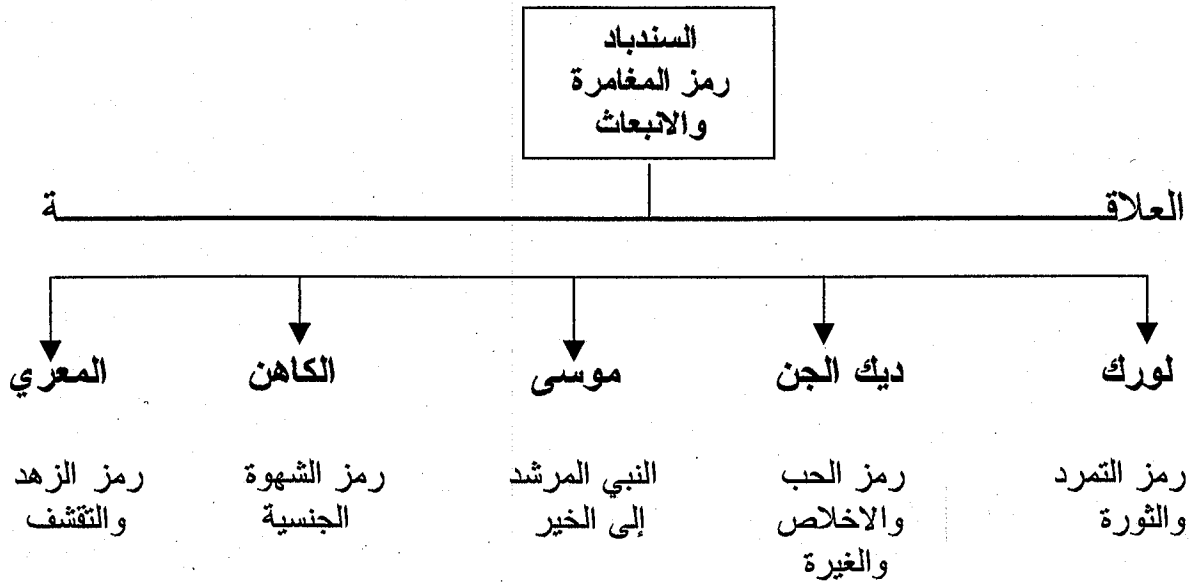 السندباد
رمز المغامرة
والانبعاث
العلاقة
لورك
ديك الجن
موسى
الكاهن
المعري
رمز التمرد
والثورة
رمز الحب
والاخلاص
والغيرة
النبي المرشد
إلى الخير
رمز الشهوة
الجنسية
رمز الزهد
والتقشف